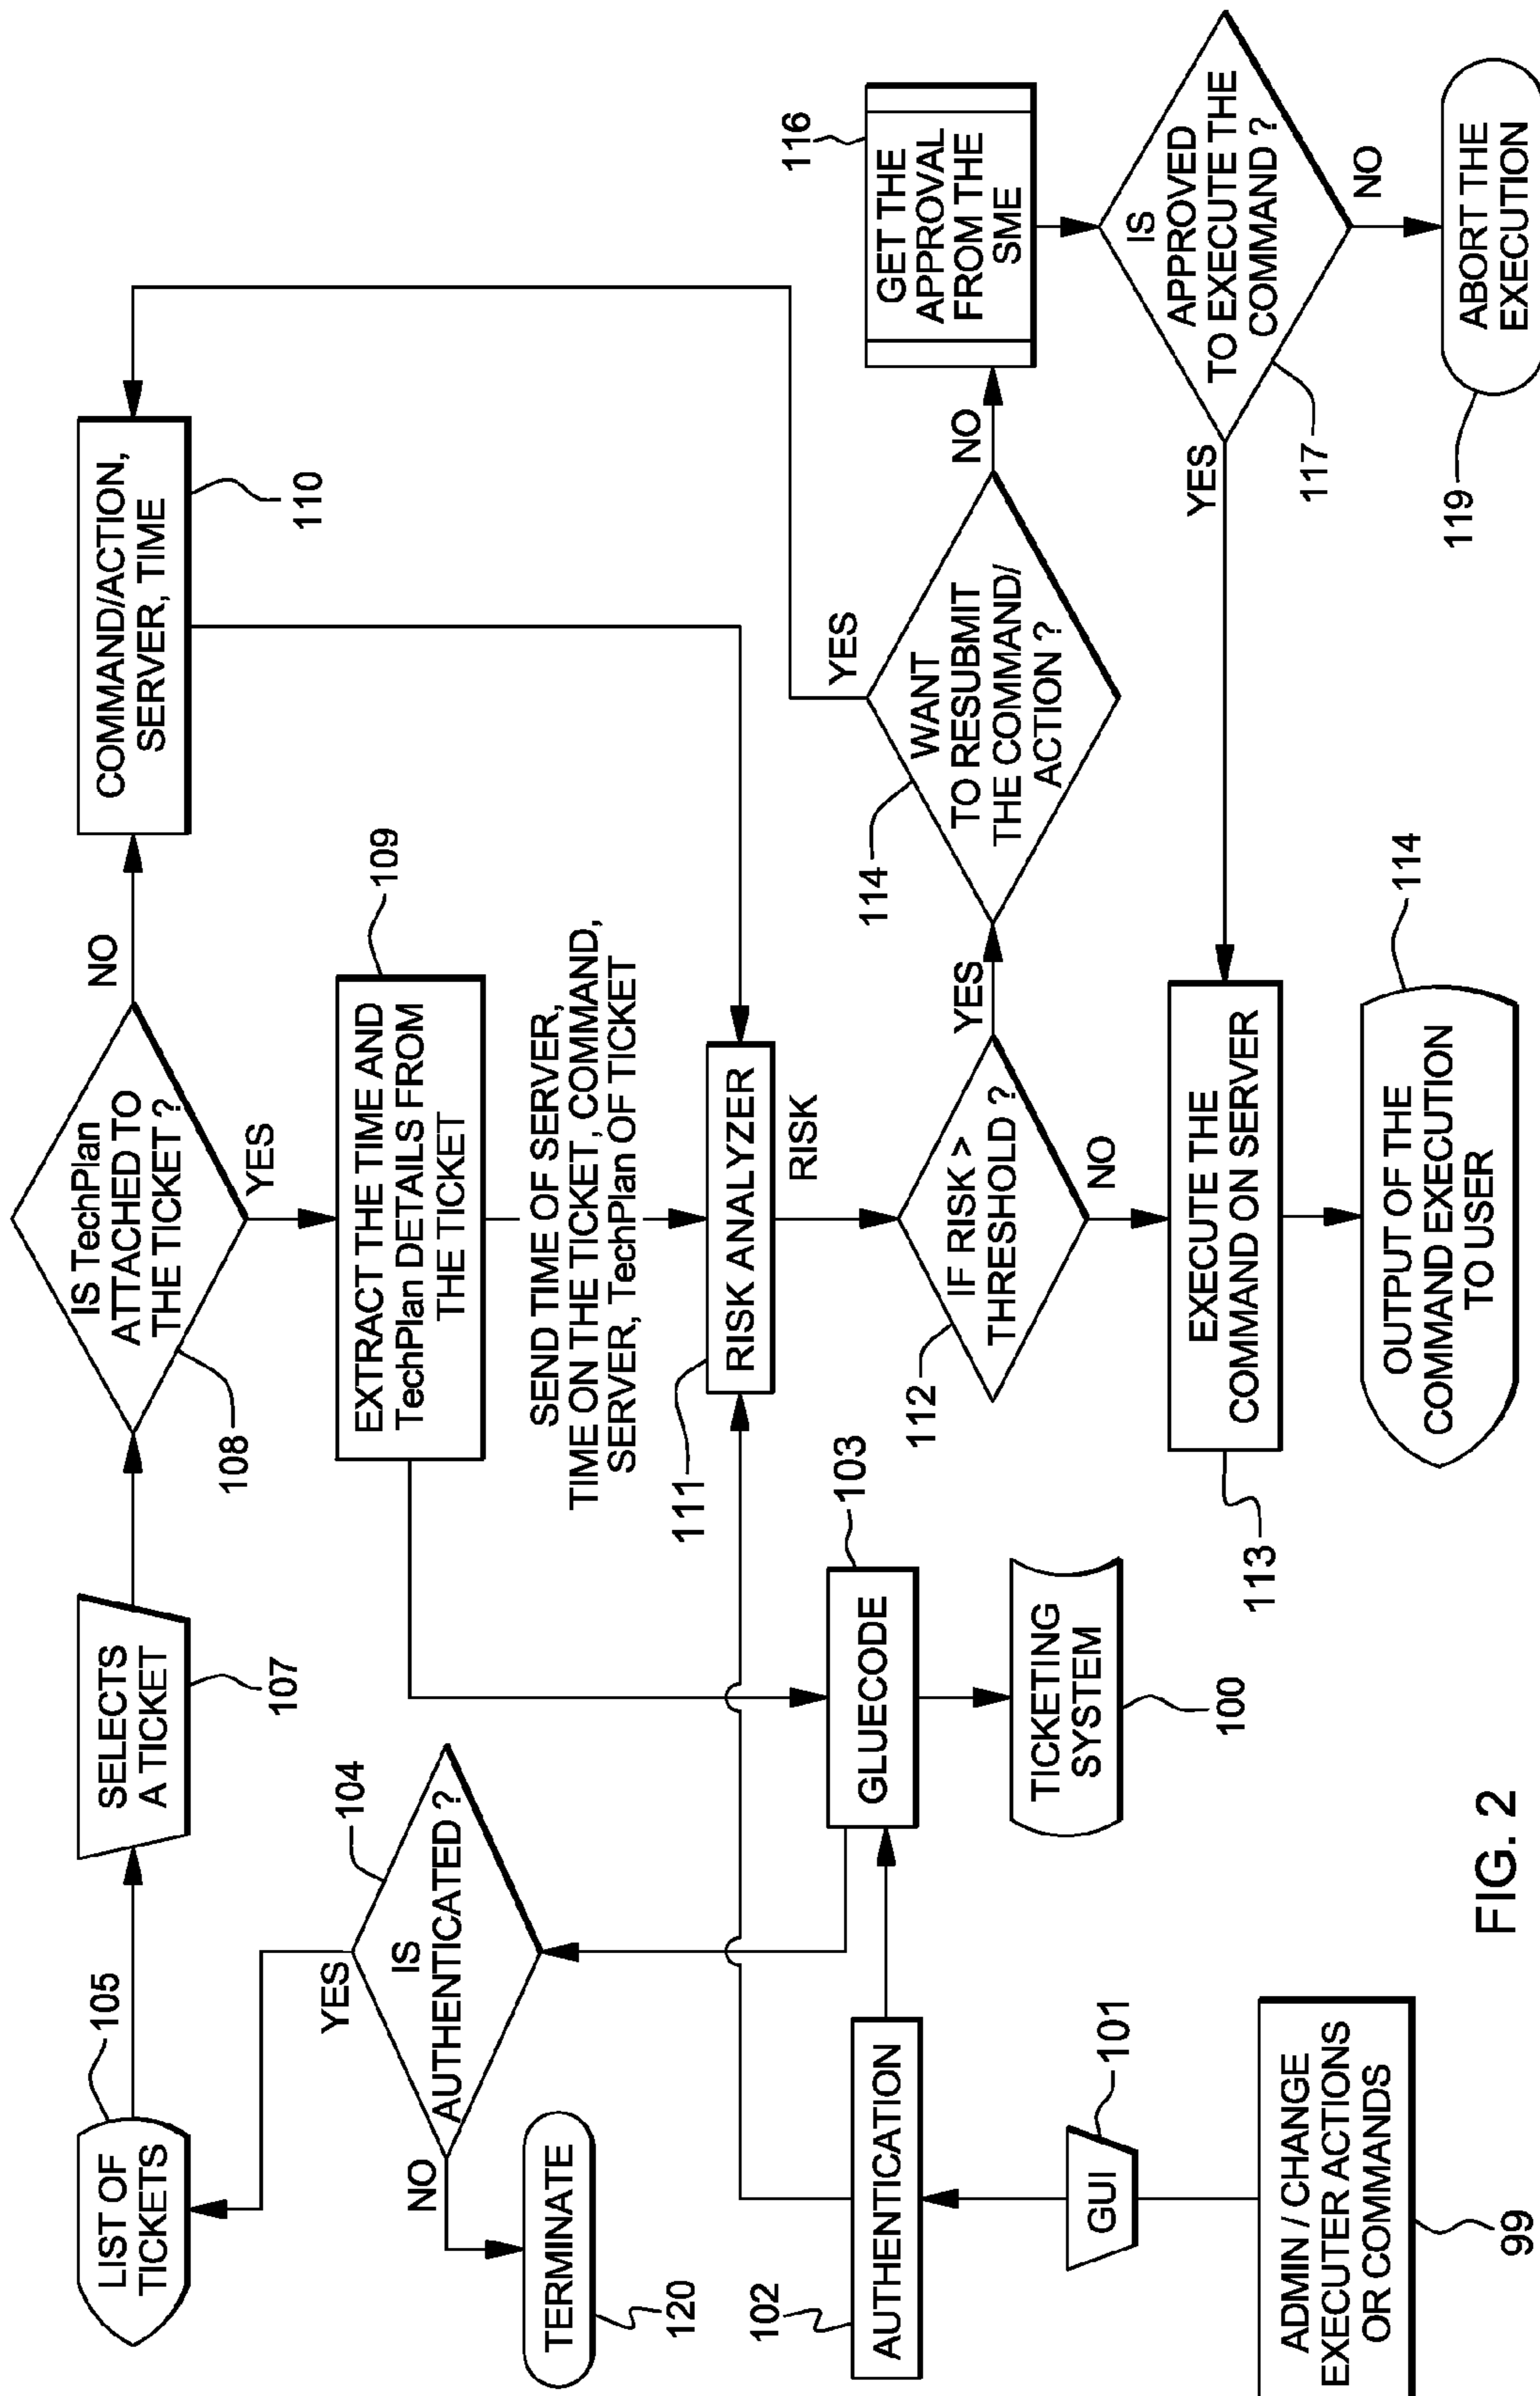 LIST OF
TICKETS
105
SELECTS
A TICKET
107
IS TechPlan
ATTACHED TO
THE TICKET ?
108
NO
YES
COMMAND/ACTION,
SERVER, TIME
110
EXTRACT THE TIME AND
TechPlan DETAILS FROM
THE TICKET
109
SEND TIME OF SERVER,
TIME ON THE TICKET, COMMAND,
SERVER, TechPlan OF TICKET
YES
IS
AUTHENTICATED ?
104
NO
TERMINATE
120
RISK ANALYZER
111
RISK
AUTHENTICATION
102
GLUECODE
103
TICKETING
SYSTEM
100
IF RISK >
THRESHOLD ?
112
YES
NO
WANT
TO RESUBMIT
THE COMMAND/
ACTION ?
114
YES
NO
GET THE
APPROVAL
FROM THE
SME
116
GUI
101
ADMIN / CHANGE
EXECUTER ACTIONS
OR COMMANDS
99
EXECUTE THE
COMMAND ON SERVER
113
IS
APPROVED
TO EXECUTE THE
COMMAND ?
117
YES
NO
OUTPUT OF THE
COMMAND EXECUTION
TO USER
114
ABORT THE
EXECUTION
119
FIG. 2